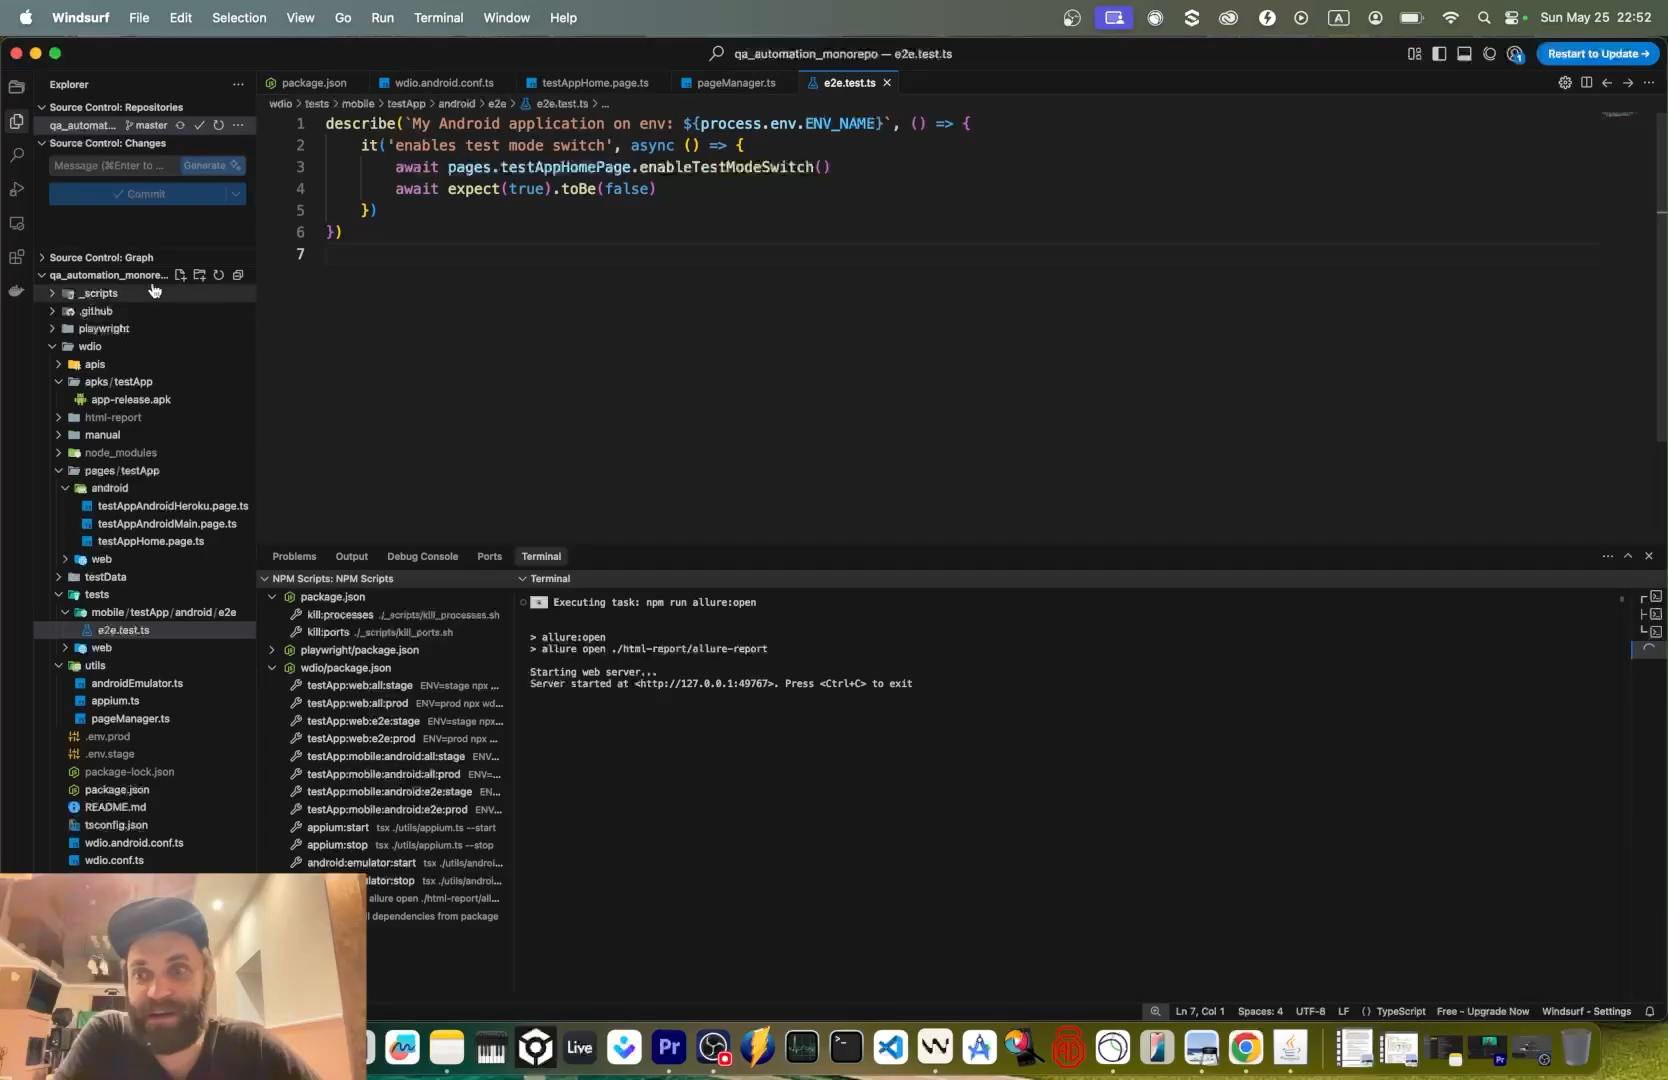 Windsurf File Edit Selection View Go Run Terminal Window Help
A Sun May 25 22:52
qa_automation_monorepo — e2e.test.ts
1
Restart to Update →
Explorer
Source Control: Repositories
qa_automat... master
Source Control: Changes
Message (⌘Enter to ... Generate
Commit
Source Control: Graph
qa_automation_monore...
_scripts
.github
playwright
wdio
apis
apks / testApp
app-release.apk
html-report
manual
node_modules
pages / testApp
android
testAppAndroidHeroku.page.ts
testAppAndroidMain.page.ts
testAppHome.page.ts
web
testData
tests
mobile / testApp / android / e2e
e2e.test.ts
web
utils
androidEmulator.ts
appium.ts
pageManager.ts
.env.prod
.env.stage
package-lock.json
package.json
README.md
tsconfig.json
wdio.android.conf.ts
wdio.conf.ts
package.json wdio.android.conf.ts testAppHome.page.ts pageManager.ts e2e.test.ts
wdio > tests > mobile > testApp > android > e2e > e2e.test.ts > ...
1 describe(`My Android application on env: ${process.env.ENV_NAME}`, () => {
2 it('enables test mode switch', async () => {
3 await pages.testAppHomePage.enableTestModeSwitch()
4 await expect(true).toBe(false)
5 })
6 })
7
Problems Output Debug Console Ports Terminal
NPM Scripts: NPM Scripts
package.json
kill:processes ./_scripts/kill_processes.sh
kill:ports ./_scripts/kill_ports.sh
playwright/package.json
wdio/package.json
testApp:web:all:stage ENV=stage npx ...
testApp:web:all:prod ENV=prod npx wd...
testApp:web:e2e:stage ENV=stage npx...
testApp:web:e2e:prod ENV=prod npx ...
testApp:mobile:android:all:stage ENV...
testApp:mobile:android:all:prod ENV=...
testApp:mobile:android:e2e:stage EN...
testApp:mobile:android:e2e:prod ENV...
appium:start tsx ./utils/appium.ts --start
appium:stop tsx ./utils/appium.ts --stop
android:emulator:start tsx ./utils/androi...
ulator:stop tsx ./utils/androi...
allure open ./html-report/all...
l dependencies from package
Terminal
Executing task: npm run allure:open
> allure:open
> allure open ./html-report/allure-report
Starting web server...
Server started at <http://127.0.0.1:49767>. Press <Ctrl+C> to exit
Ln 7, Col 1 Spaces: 4 UTF-8 LF { } TypeScript Free - Upgrade Now Windsurf - Settings
Live Pr